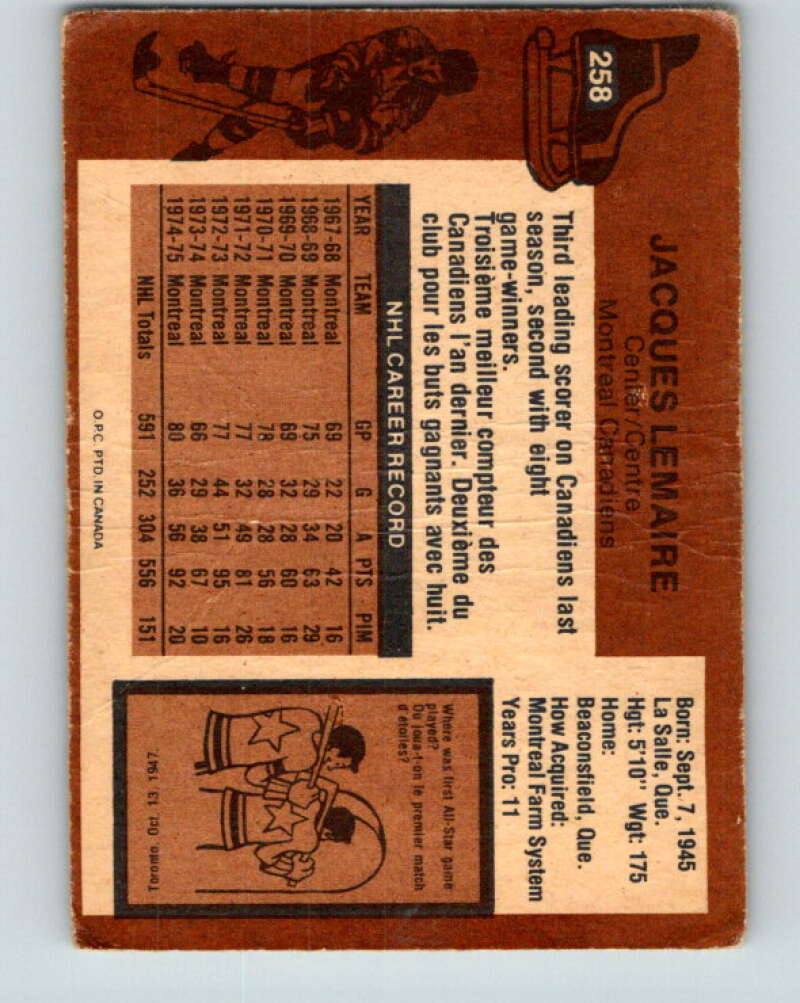 258
JACQUES LEMAIRE
Center/Centre
Montreal Canadiens
Third leading scorer on Canadiens last
season, second with eight
game-winners.
Troisième meilleur compteur des
Canadiens l'an dernier. Deuxième du
club pour les buts gagnants avec huit.
NHL CAREER RECORD
YEAR TEAM GP G A PTS PIM
1967-68 Montreal 69 22 20 42 16
1968-69 Montreal 75 29 34 63 29
1969-70 Montreal 69 32 28 60 16
1970-71 Montreal 78 28 28 56 18
1971-72 Montreal 77 32 49 81 26
1972-73 Montreal 77 44 51 95 16
1973-74 Montreal 66 29 38 67 10
1974-75 Montreal 80 36 56 92 20
NHL Totals 591 252 304 556 151
O.P.C. PTD. IN CANADA
Born: Sept. 7, 1945
La Salle, Que.
Hgt: 5'10" Wgt: 175
Home:
Beaconsfield, Que.
How Acquired:
Montreal Farm System
Years Pro: 11
Where was first All-Star game
played?
Ou joua-t-on le premier match
d'étoiles?
Toronto 13 Oct
1947